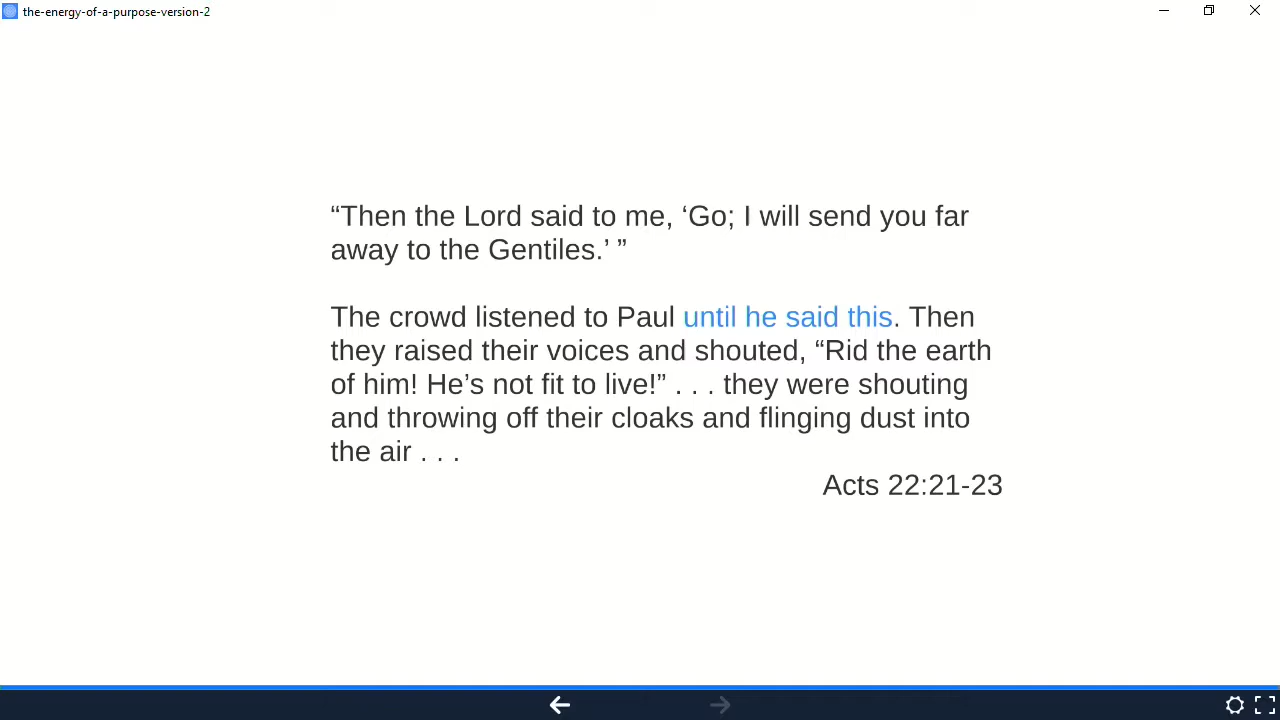 the-energy-of-a-purpose-version-2
“Then the Lord said to me, ‘Go; I will send you far
away to the Gentiles.’ ”
The crowd listened to Paul until he said this. Then
they raised their voices and shouted, “Rid the earth
of him! He’s not fit to live!” . . . they were shouting
and throwing off their cloaks and flinging dust into
the air . . .
Acts 22:21-23